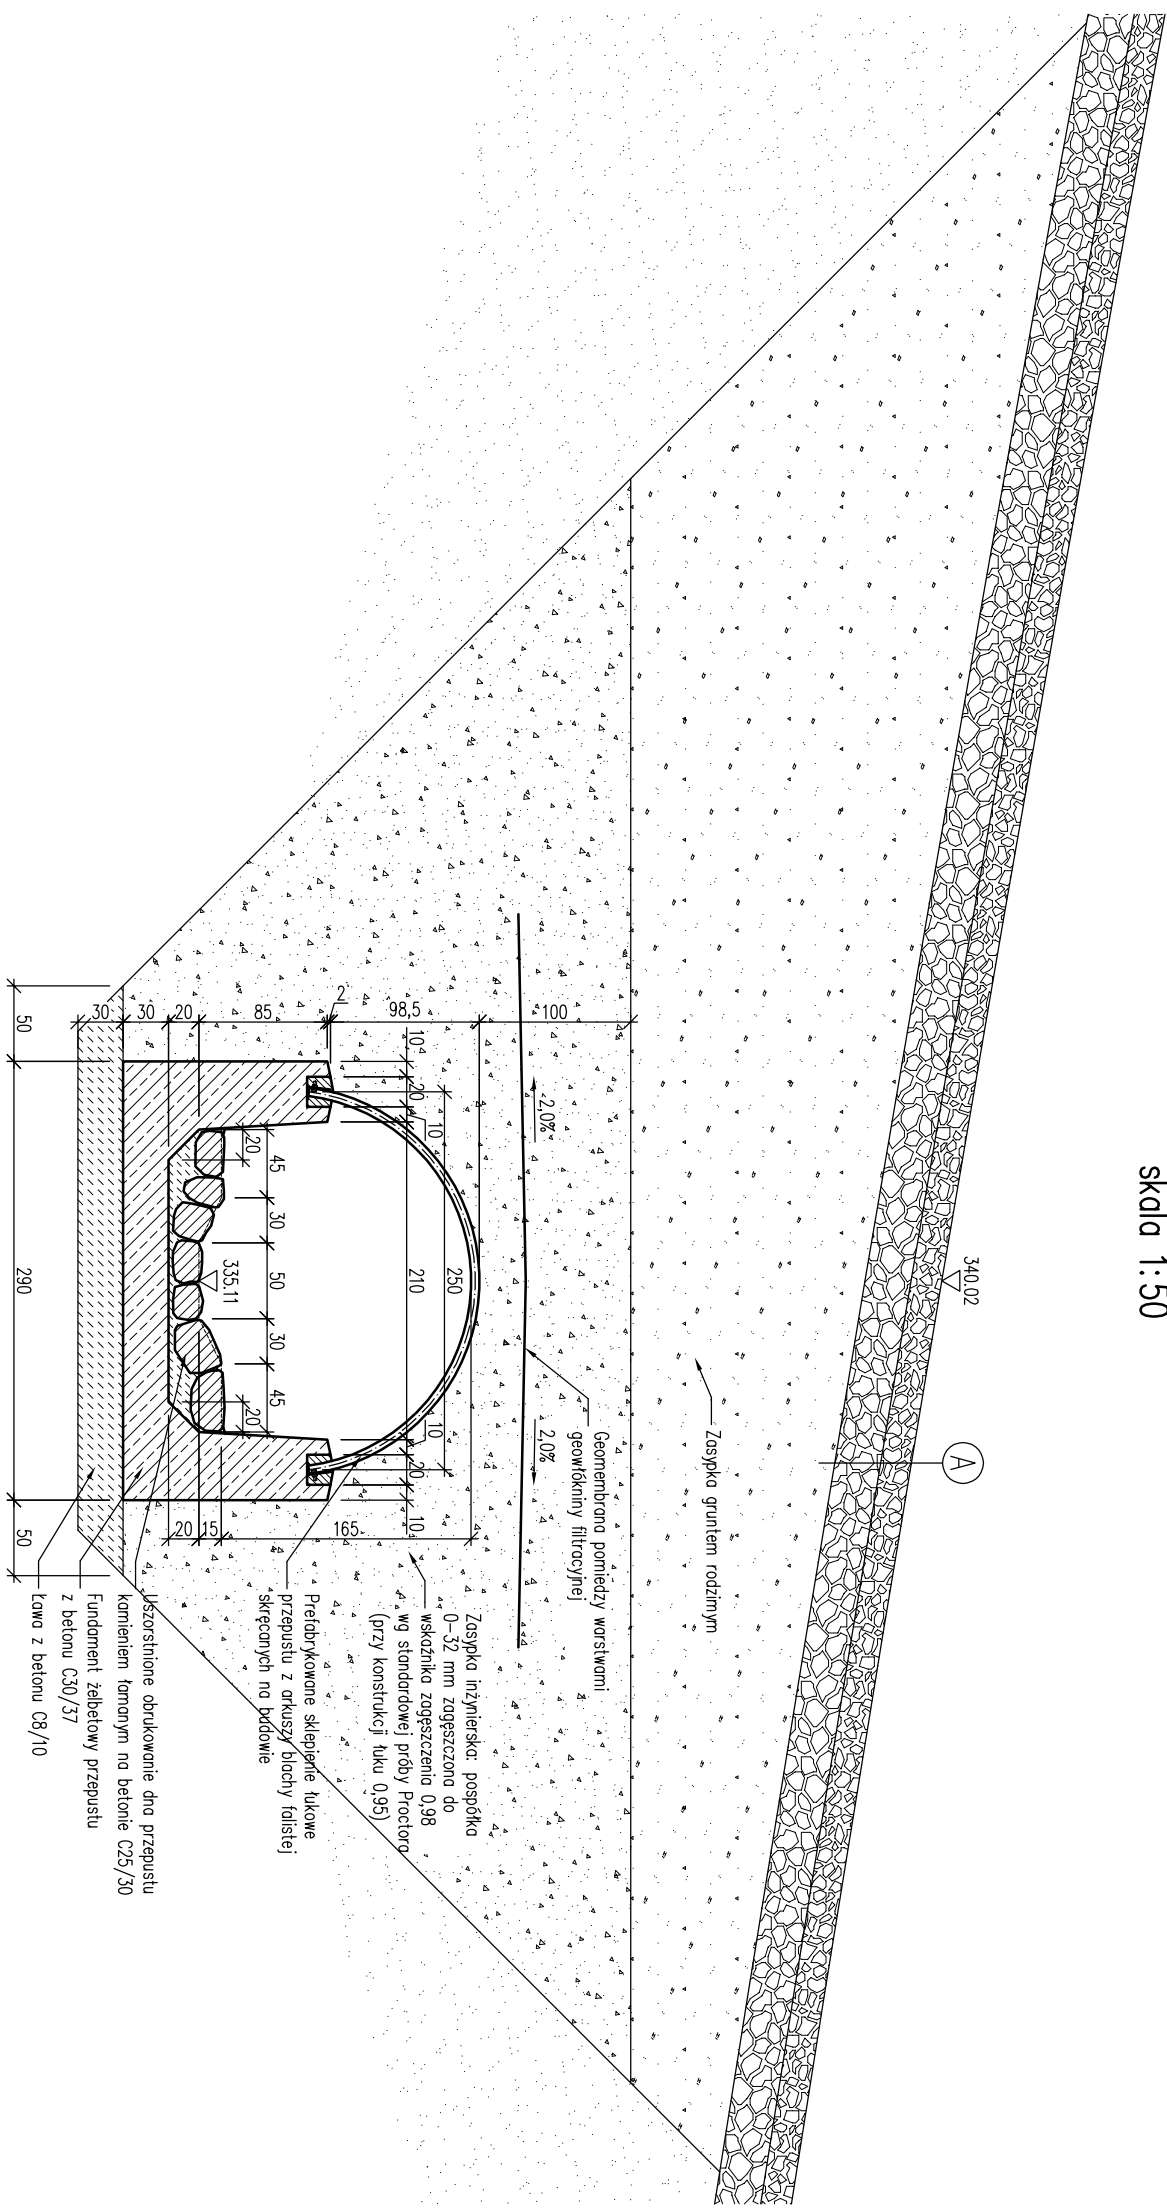 skala 1:50
340.02
A
Zasypka gruntem rodzimym
Geomembrana pomiędzy warstwami
geowłókniny filtracyjnej
2,0%
2,0%
Zasypka inżynierska: pospółka
0-32 mm zagęszczona do
wskaźnika zagęszczenia 0,98
wg standardowej próby Proctora
(przy konstrukcji łuku 0,95)
Prefabrykowane sklepienie łukowe
przepustu z arkuszy blachy falistej
skręcanych na budowie
Uszorstnione obrukowanie dna przepustu
kamieniem łamanym na betonie C25/30
Fundament żelbetowy przepustu
z betonu C30/37
Ława z betonu C8/10
100
98,5
2
85
20
30
30
250
10
20
10
210
10
20
10
45
30
50
30
45
20
20
335.11
165
15
20
50
290
50